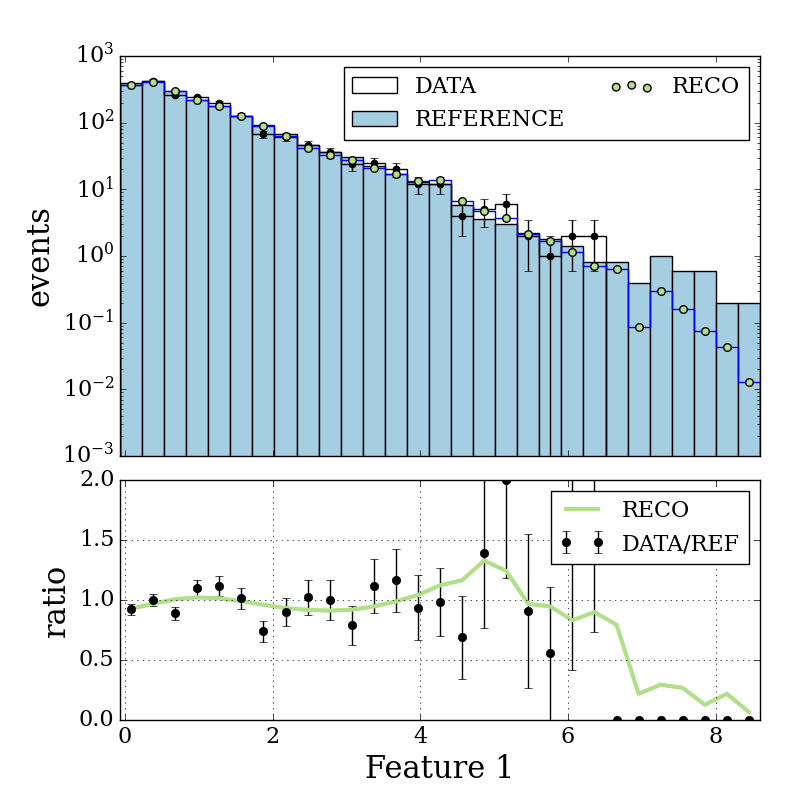 10³
10²
10¹
10⁰
10⁻¹
10⁻²
10⁻³
events
DATA
REFERENCE
RECO
2.0
1.5
1.0
0.5
0.0
ratio
RECO
DATA/REF
0 2 4 6 8
Feature 1